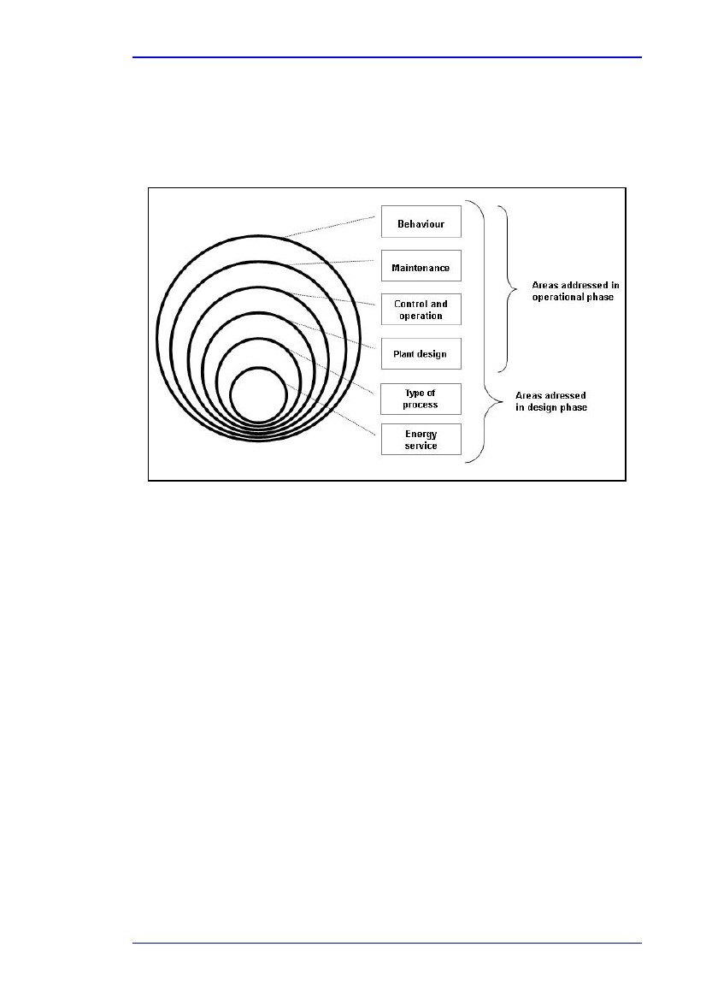 Behaviour
Maintenance
Control and
operation
Plant design
Type of
process
Energy
service
Areas addressed in
operational phase
Areas adressed
in design phase